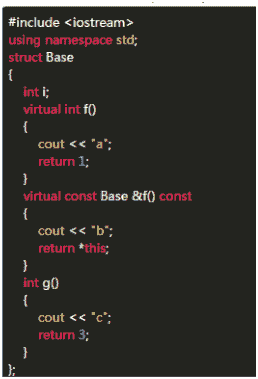 #include <iostream>
using namespace std;
struct Base
{
int i;
virtual int f()
{
cout << "a";
return 1;
}
virtual const Base &f() const
{
cout << "b";
return *this;
}
int g()
{
cout << "c";
return 3;
}
};